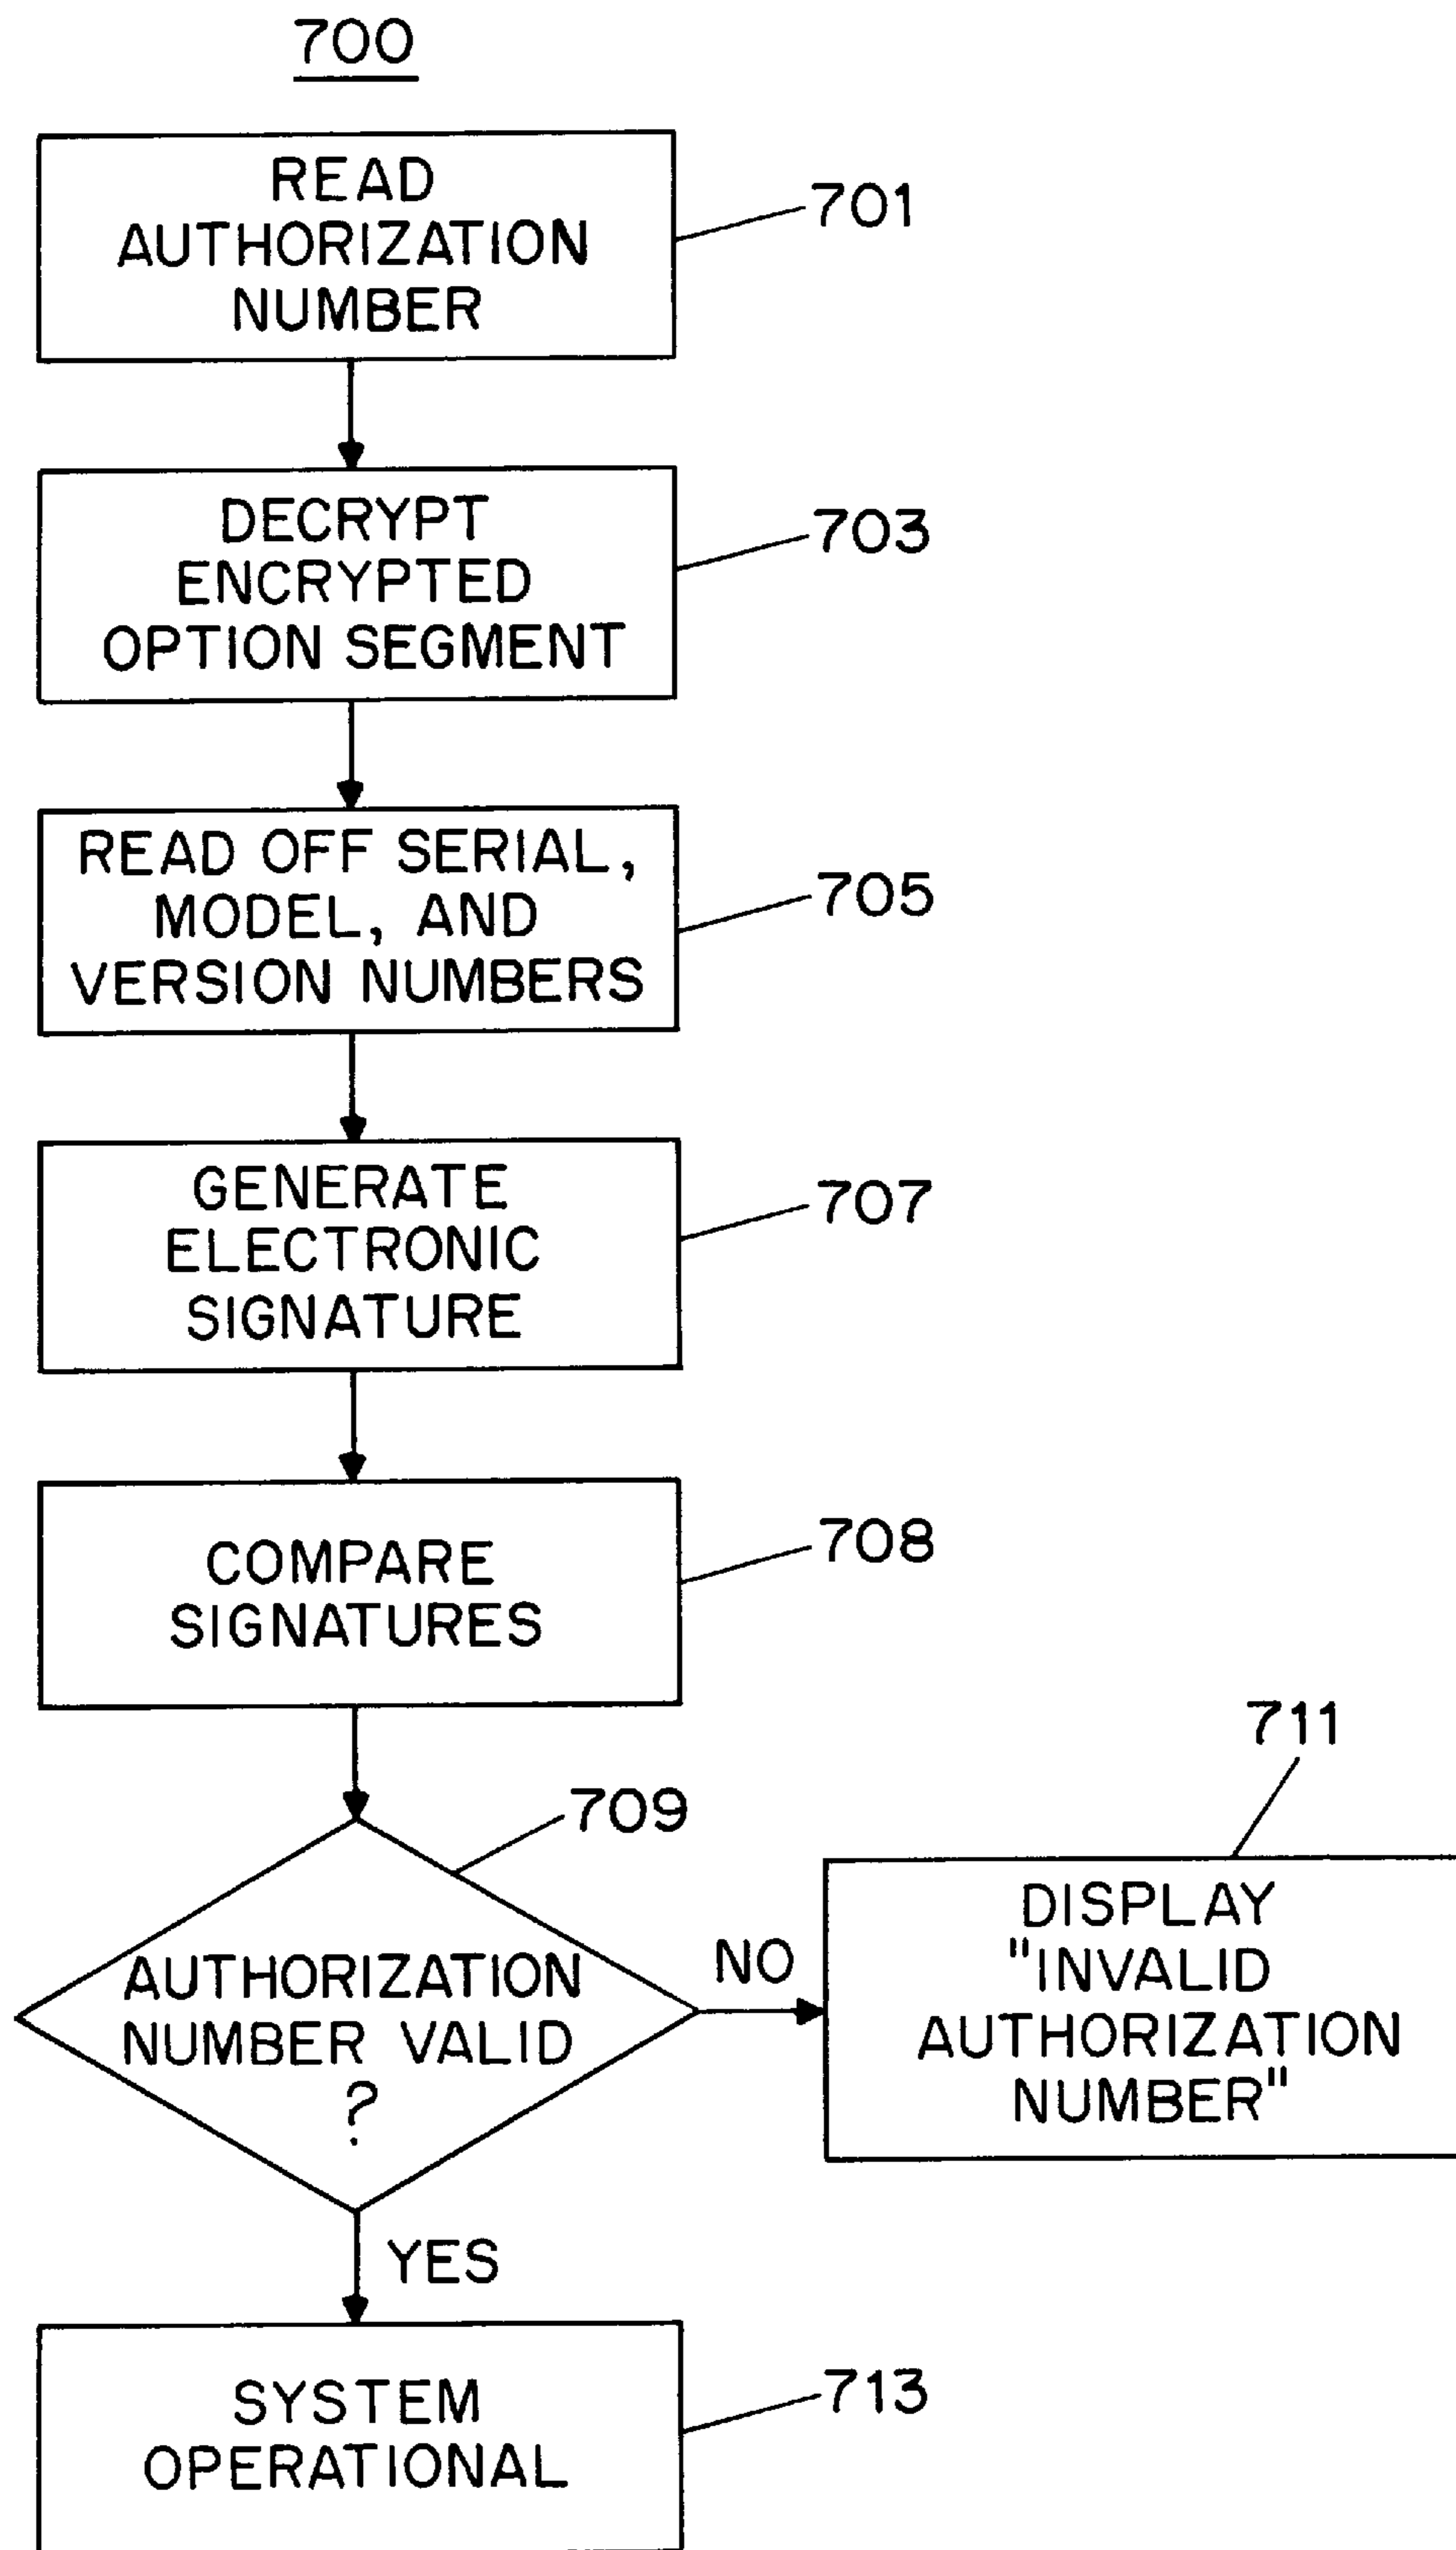 700
READ
AUTHORIZATION
NUMBER
701
DECRYPT
ENCRYPTED
OPTION SEGMENT
703
READ OFF SERIAL,
MODEL, AND
VERSION NUMBERS
705
GENERATE
ELECTRONIC
SIGNATURE
707
COMPARE
SIGNATURES
708
709
AUTHORIZATION
NUMBER VALID
?
NO
711
DISPLAY
"INVALID
AUTHORIZATION
NUMBER"
YES
SYSTEM
OPERATIONAL
713